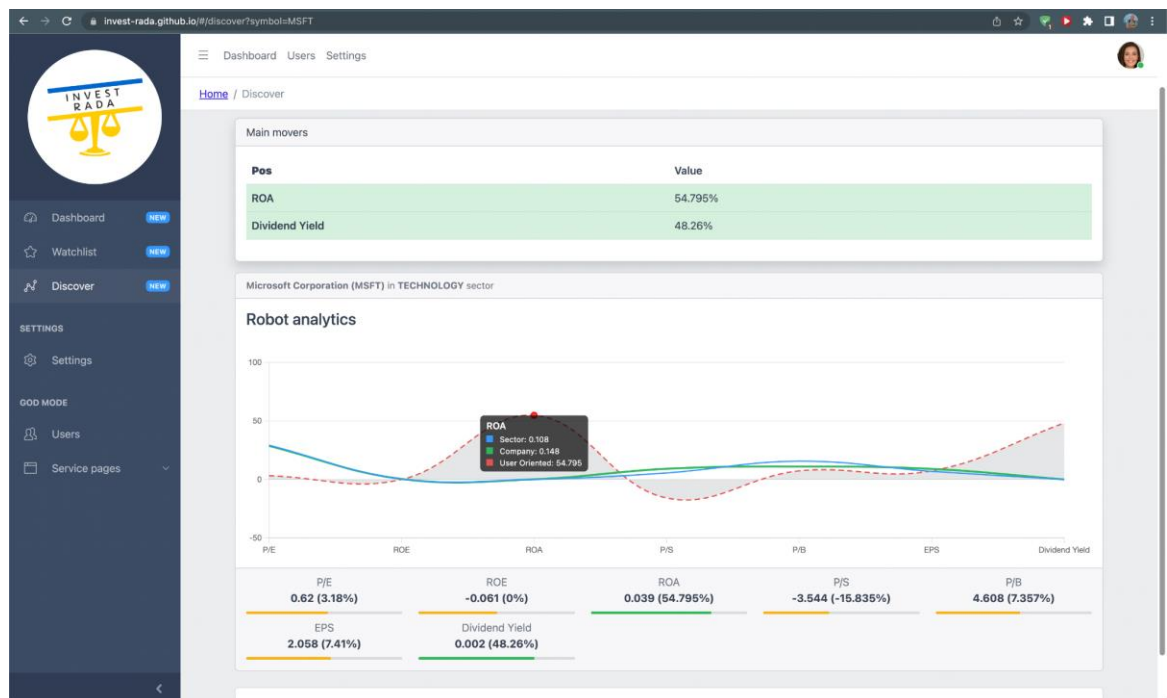 invest-rada.github.io/#/discover?symbol=MSFT
INVEST
RADA
Dashboard NEW
Watchlist NEW
Discover NEW
SETTINGS
Settings
GOD MODE
Users
Service pages
Dashboard Users Settings
Home / Discover
Main movers
Pos Value
ROA 54.795%
Dividend Yield 48.26%
Microsoft Corporation (MSFT) in TECHNOLOGY sector
Robot analytics
100
50
0
-50
ROA
Sector: 0.108
Company: 0.148
User Oriented: 54.795
P/E ROE ROA P/S P/B EPS Dividend Yield
P/E ROE ROA P/S P/B
0.62 (3.18%) -0.061 (0%) 0.039 (54.795%) -3.544 (-15.835%) 4.608 (7.357%)
EPS Dividend Yield
2.058 (7.41%) 0.002 (48.26%)